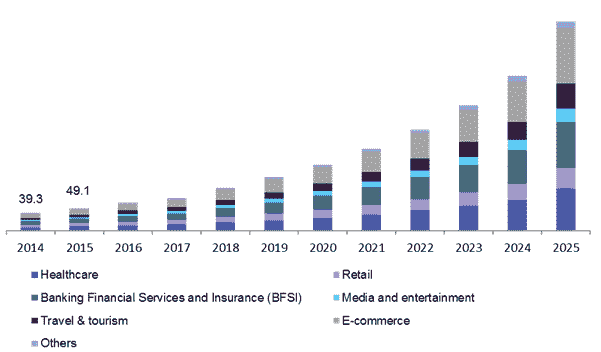 39.3
49.1
2014 2015 2016 2017 2018 2019 2020 2021 2022 2023 2024 2025
Healthcare Retail
Banking Financial Services and Insurance (BFSI) Media and entertainment
Travel & tourism E-commerce
Others